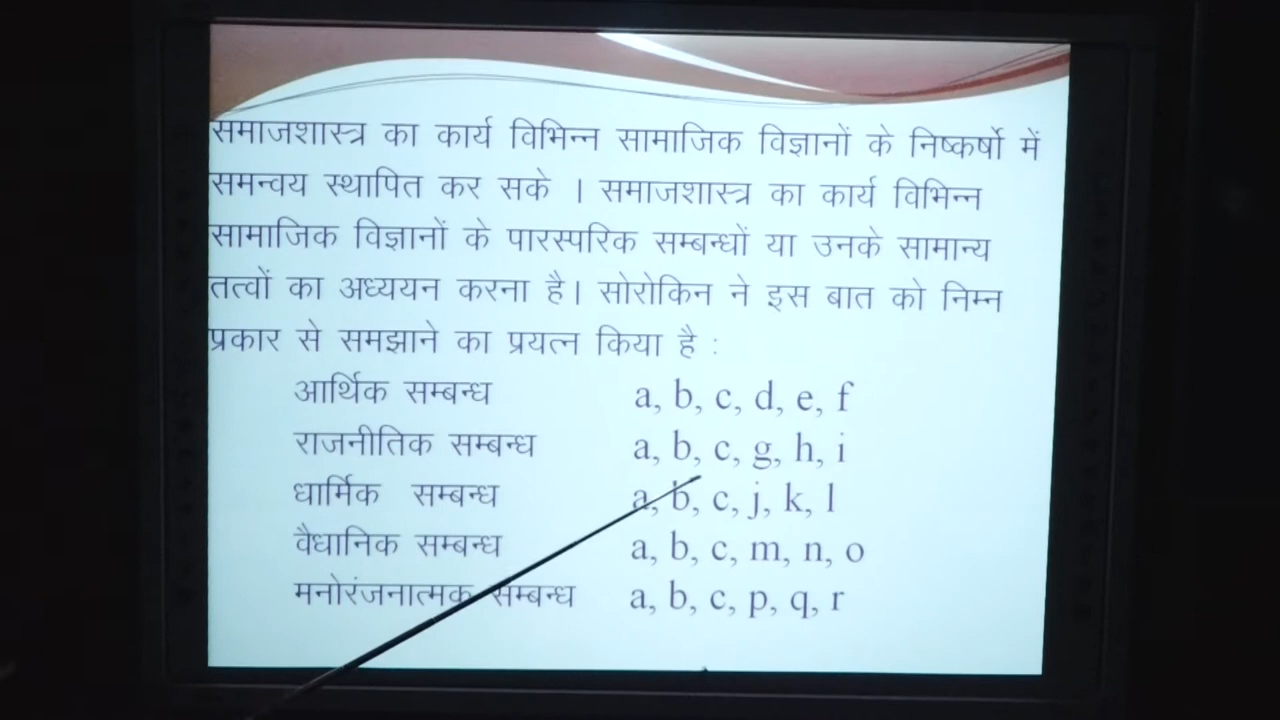 समाजशास्त्र का कार्य विभिन्न सामाजिक विज्ञानों के निष्कर्षो में
समन्वय स्थापित कर सके । समाजशास्त्र का कार्य विभिन्न
सामाजिक विज्ञानों के पारस्परिक सम्बन्धों या उनके सामान्य
तत्वों का अध्ययन करना है। सोरोकिन ने इस बात को निम्न
प्रकार से समझाने का प्रयत्न किया है :
आर्थिक सम्बन्ध a, b, c, d, e, f
राजनीतिक सम्बन्ध a, b, c, g, h, i
धार्मिक सम्बन्ध a, b, c, j, k, l
वैधानिक सम्बन्ध a, b, c, m, n, o
मनोरंजनात्मक सम्बन्ध a, b, c, p, q, r